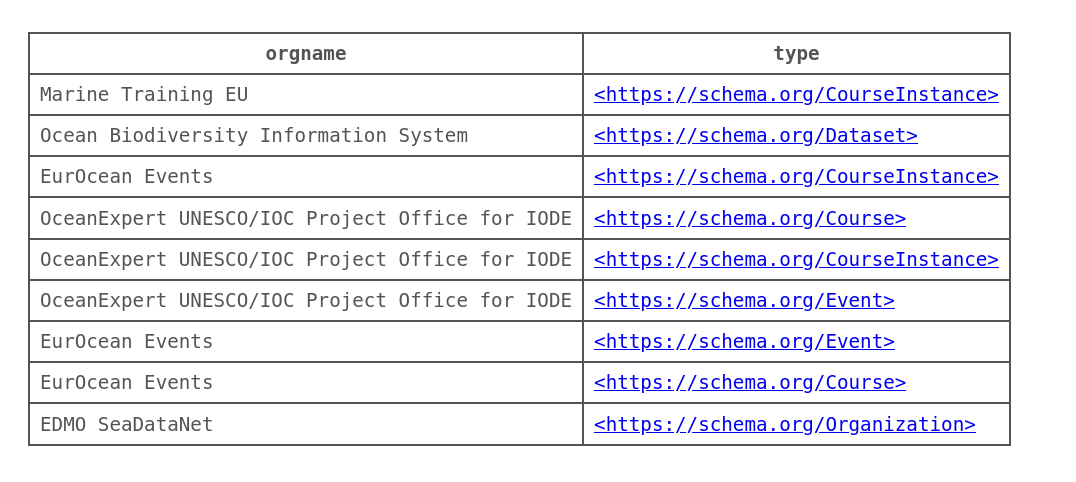 orgname type
Marine Training EU <https://schema.org/CourseInstance>
Ocean Biodiversity Information System <https://schema.org/Dataset>
EurOcean Events <https://schema.org/CourseInstance>
OceanExpert UNESCO/IOC Project Office for IODE <https://schema.org/Course>
OceanExpert UNESCO/IOC Project Office for IODE <https://schema.org/CourseInstance>
OceanExpert UNESCO/IOC Project Office for IODE <https://schema.org/Event>
EurOcean Events <https://schema.org/Event>
EurOcean Events <https://schema.org/Course>
EDMO SeaDataNet <https://schema.org/Organization>